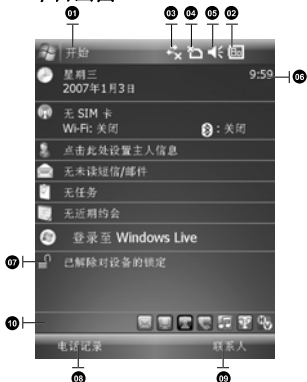 01
03
04
05
02
开始
星期三
9:59
06
2007年1月3日
无 SIM 卡
Wi-Fi: 关闭
: 关闭
点击此处设置主人信息
无未读短信/邮件
无任务
无近期约会
登录至 Windows Live
07
已解除对设备的锁定
10
电话记录
联系人
08
09